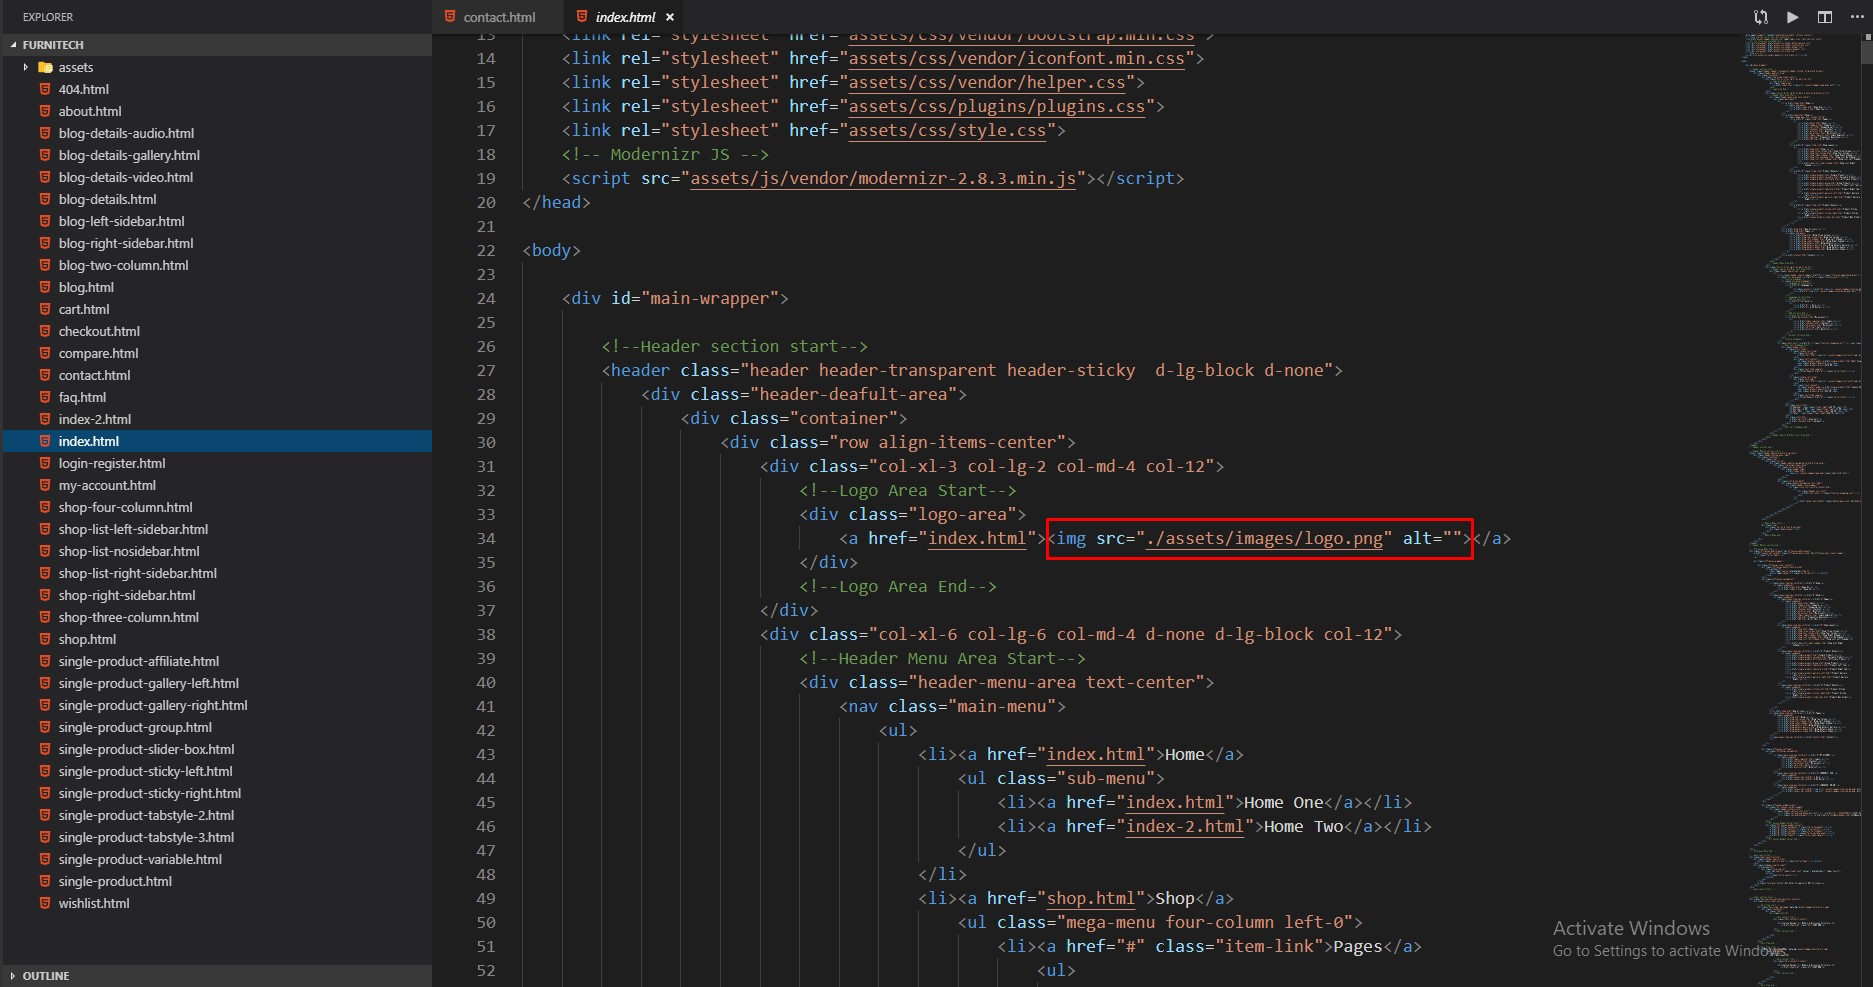 EXPLORER
FURNITECH
assets
404.html
about.html
blog-details-audio.html
blog-details-gallery.html
blog-details-video.html
blog-details.html
blog-left-sidebar.html
blog-right-sidebar.html
blog-two-column.html
blog.html
cart.html
checkout.html
compare.html
contact.html
faq.html
index-2.html
index.html
login-register.html
my-account.html
shop-four-column.html
shop-list-left-sidebar.html
shop-list-nosidebar.html
shop-list-right-sidebar.html
shop-right-sidebar.html
shop-three-column.html
shop.html
single-product-affiliate.html
single-product-gallery-left.html
single-product-gallery-right.html
single-product-group.html
single-product-slider-box.html
single-product-sticky-left.html
single-product-sticky-right.html
single-product-tabstyle-2.html
single-product-tabstyle-3.html
single-product-variable.html
single-product.html
wishlist.html
OUTLINE
contact.html index.html ×
13 <link rel="stylesheet" href="assets/css/vendor/bootstrap.min.css">
14 <link rel="stylesheet" href="assets/css/vendor/iconfont.min.css">
15 <link rel="stylesheet" href="assets/css/vendor/helper.css">
16 <link rel="stylesheet" href="assets/css/plugins/plugins.css">
17 <link rel="stylesheet" href="assets/css/style.css">
18 <!-- Modernizr JS -->
19 <script src="assets/js/vendor/modernizr-2.8.3.min.js"></script>
20 </head>
21
22 <body>
23
24 <div id="main-wrapper">
25
26 <!--Header section start-->
27 <header class="header header-transparent header-sticky  d-lg-block d-none">
28 <div class="header-deafult-area">
29 <div class="container">
30 <div class="row align-items-center">
31 <div class="col-xl-3 col-lg-2 col-md-4 col-12">
32 <!--Logo Area Start-->
33 <div class="logo-area">
34 <a href="index.html"><img src="./assets/images/logo.png" alt=""></a>
35 </div>
36 <!--Logo Area End-->
37 </div>
38 <div class="col-xl-6 col-lg-6 col-md-4 d-none d-lg-block col-12">
39 <!--Header Menu Area Start-->
40 <div class="header-menu-area text-center">
41 <nav class="main-menu">
42 <ul>
43 <li><a href="index.html">Home</a>
44 <ul class="sub-menu">
45 <li><a href="index.html">Home One</a></li>
46 <li><a href="index-2.html">Home Two</a></li>
47 </ul>
48 </li>
49 <li><a href="shop.html">Shop</a>
50 <ul class="mega-menu four-column left-0">
51 <li><a href="#" class="item-link">Pages</a>
52 <ul>
Activate Windows
Go to Settings to activate Windows.